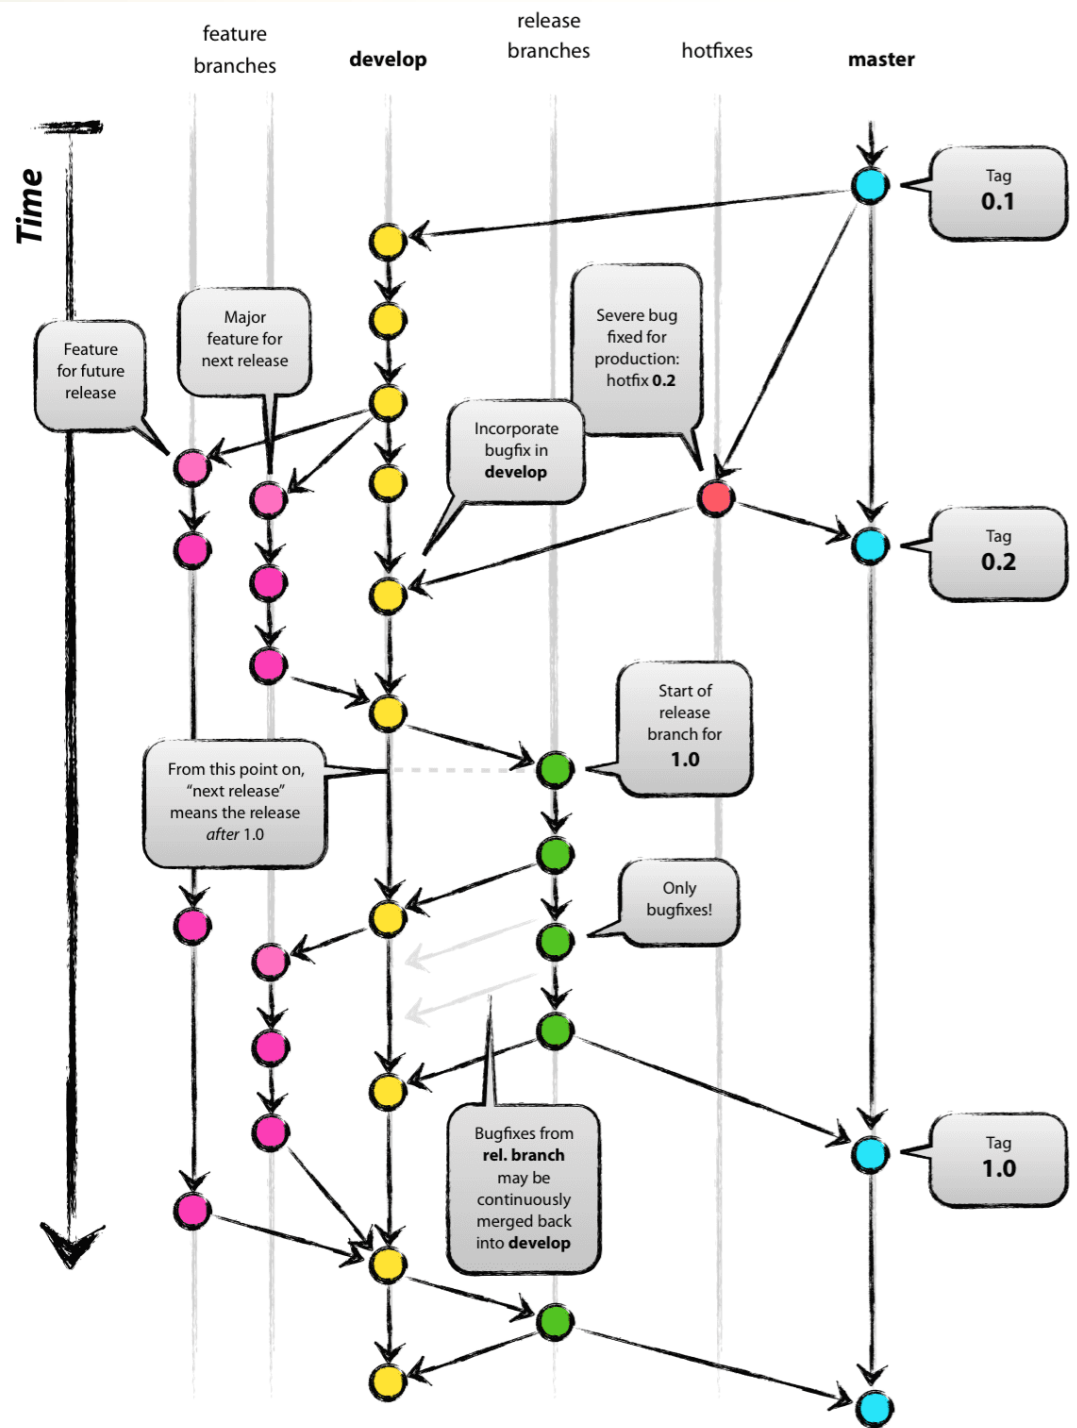 feature
branches
develop
release
branches
hotfixes
master
Time
Tag
0.1
Major
feature for
next release
Severe bug
fixed for
production:
hotfix 0.2
Feature
for future
release
Incorporate
bugfix in
develop
Tag
0.2
Start of
release
branch for
1.0
From this point on,
“next release”
means the release
after 1.0
Only
bugfixes!
Bugfixes from
rel. branch
may be
continuously
merged back
into develop
Tag
1.0